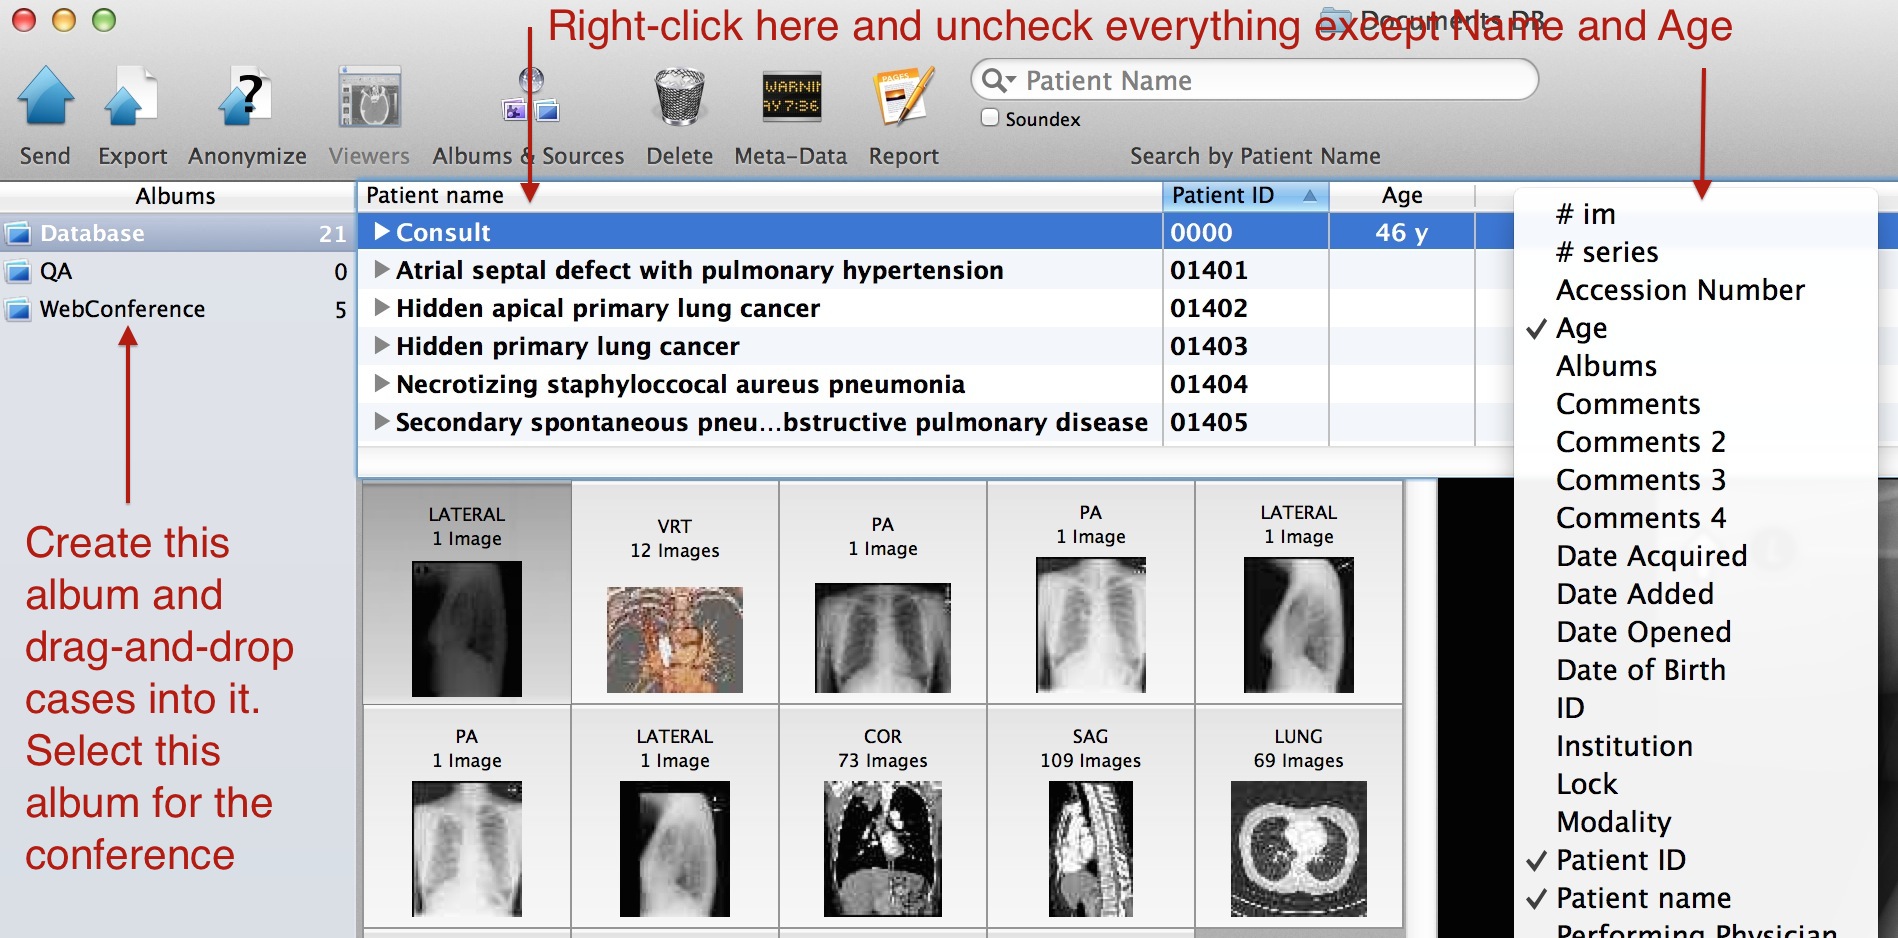 Right-click here and uncheck everything except Name and Age
Documents DB
Patient Name
Soundex
Send Export Anonymize Viewers Albums & Sources Delete Meta-Data Report Search by Patient Name
?
WARNIN
AY 7:36
PAGES
Albums
Database 21
QA 0
WebConference 5
Create this
album and
drag-and-drop
cases into it.
Select this
album for the
conference
Patient name Patient ID Age
Consult 0000 46 y
Atrial septal defect with pulmonary hypertension 01401
Hidden apical primary lung cancer 01402
Hidden primary lung cancer 01403
Necrotizing staphyloccocal aureus pneumonia 01404
Secondary spontaneous pneu...bstructive pulmonary disease 01405
# im
# series
Accession Number
✓ Age
Albums
Comments
Comments 2
Comments 3
Comments 4
Date Acquired
Date Added
Date Opened
Date of Birth
ID
Institution
Lock
Modality
✓ Patient ID
✓ Patient name
Performing Physician
LATERAL
1 Image
VRT
12 Images
PA
1 Image
PA
1 Image
LATERAL
1 Image
PA
1 Image
LATERAL
1 Image
COR
73 Images
SAG
109 Images
LUNG
69 Images